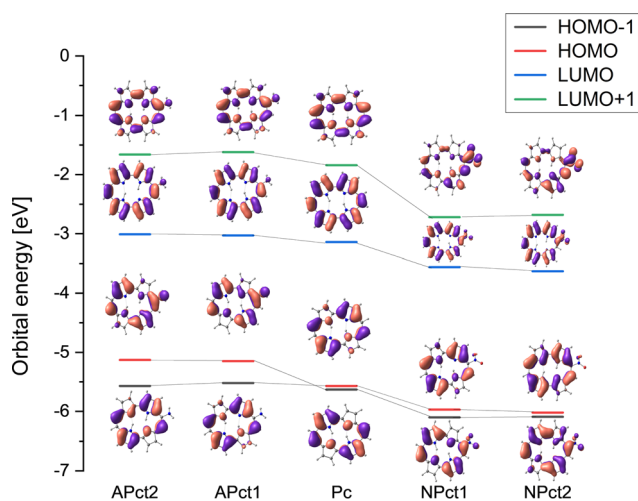 HOMO-1
HOMO
LUMO
LUMO+1
Orbital energy [eV]
0
-1
-2
-3
-4
-5
-6
-7
APct2 APct1 Pc NPct1 NPct2